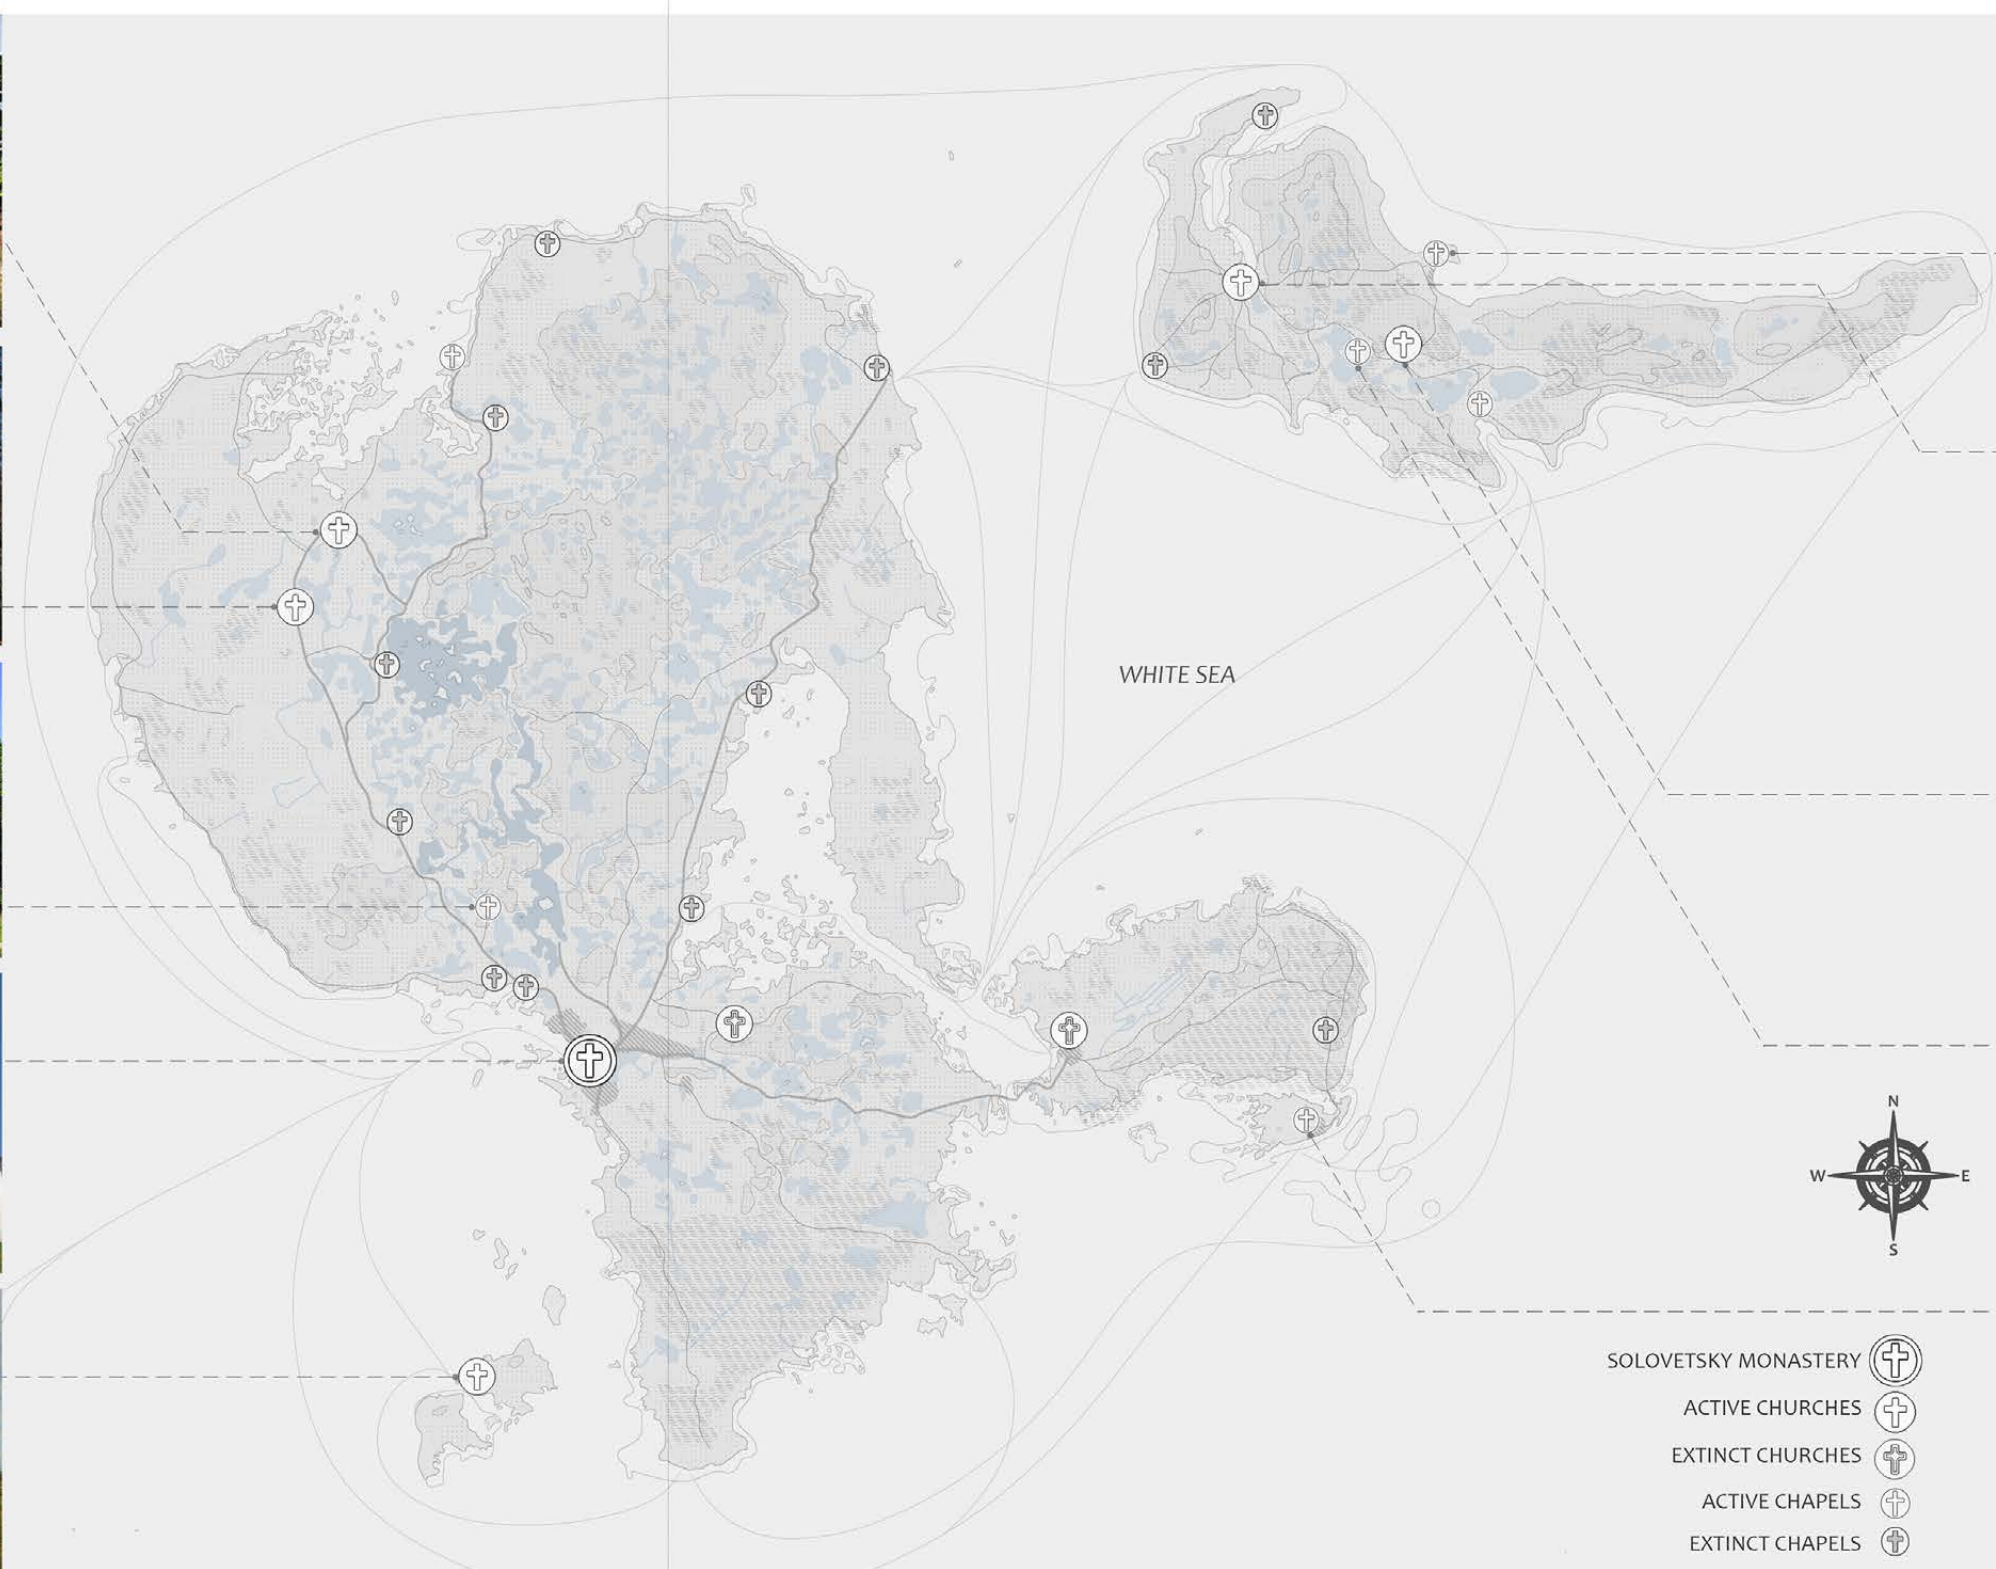 WHITE SEA
N
W
E
S
SOLOVETSKY MONASTERY
ACTIVE CHURCHES
EXTINCT CHURCHES
ACTIVE CHAPELS
EXTINCT CHAPELS